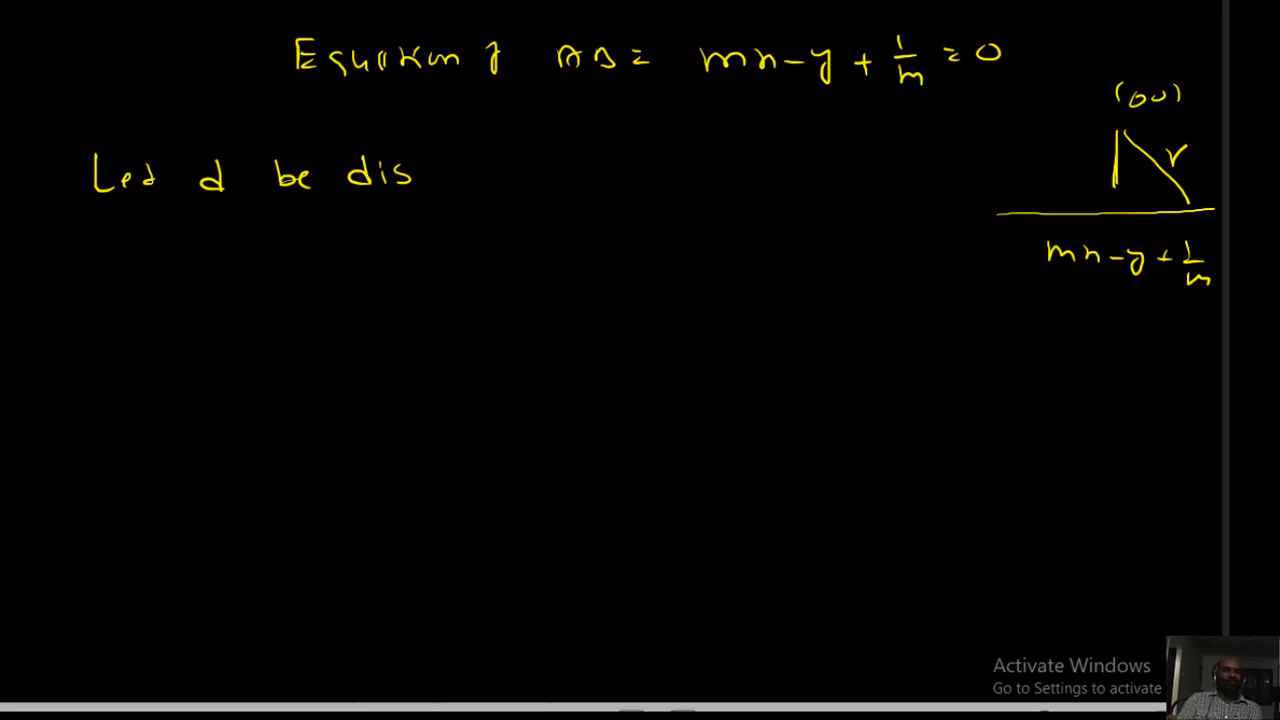 Equation of AB = mx - y + 1/m = 0
(0,0)
Let d be dis
r
mx - y + 1/m
Activate Windows
Go to Settings to activate